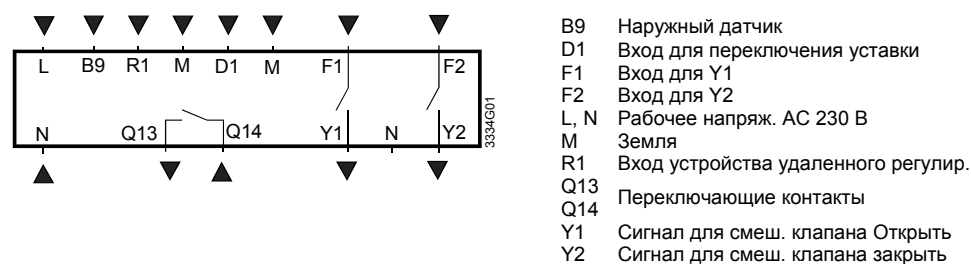 L B9 R1 M D1 M F1 F2
N Q13 Q14 Y1 N Y2
3334G01
B9 Наружный датчик
D1 Вход для переключения уставки
F1 Вход для Y1
F2 Вход для Y2
L, N Рабочее напряж. AC 230 В
M Земля
R1 Вход устройства удаленного регулир.
Q13
Q14 Переключающие контакты
Y1 Сигнал для смеш. клапана Открыть
Y2 Сигнал для смеш. клапана закрыть